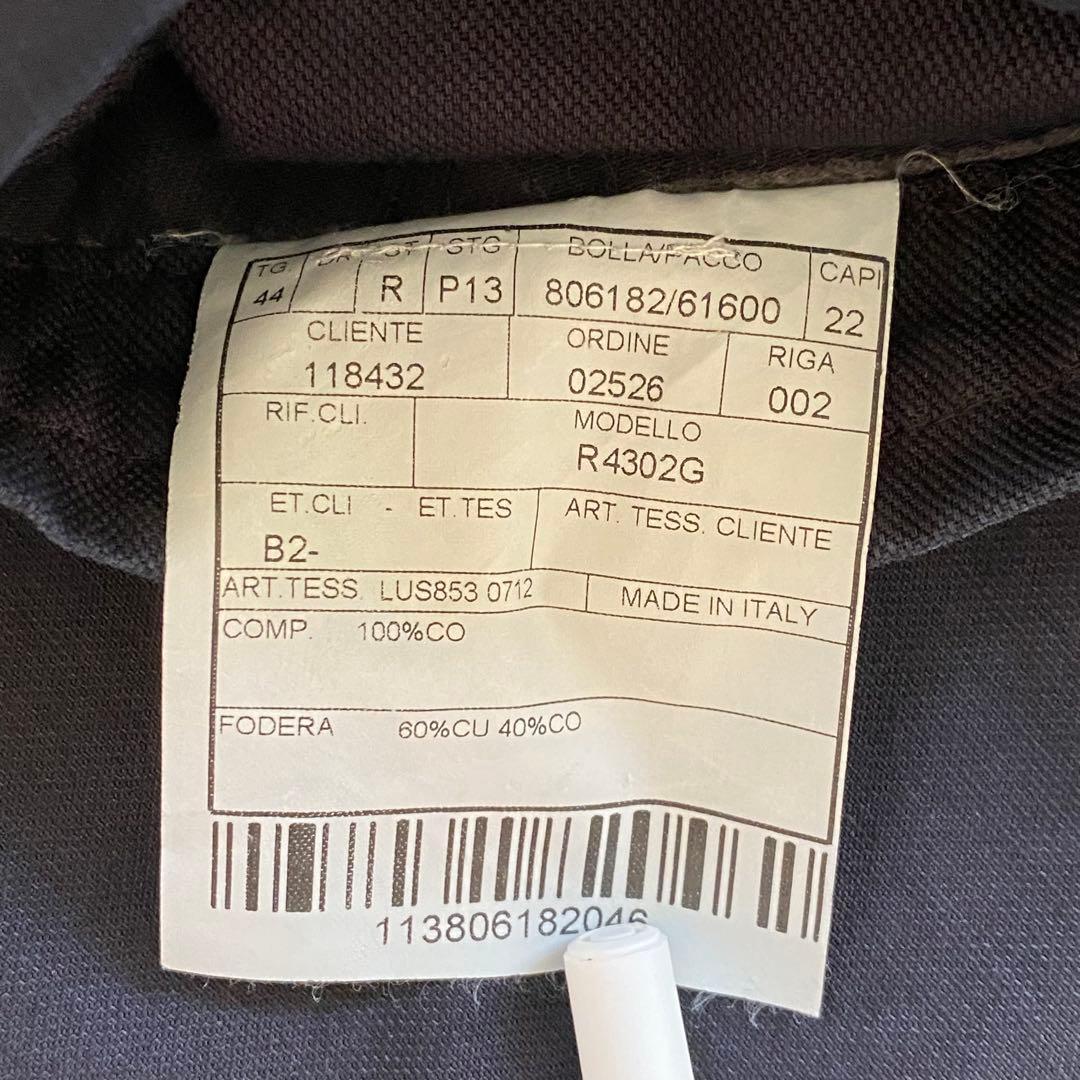 TG STG BOLLA/PACCO CAPI
44 R P13 806182/61600 22
CLIENTE ORDINE RIGA
118432 02526 002
RIF.CLI. MODELLO
R4302G
ET.CLI - ET.TES ART. TESS. CLIENTE
B2-
ART.TESS. LUS853 0712 MADE IN ITALY
COMP. 100%CO
FODERA 60%CU 40%CO
113806182046